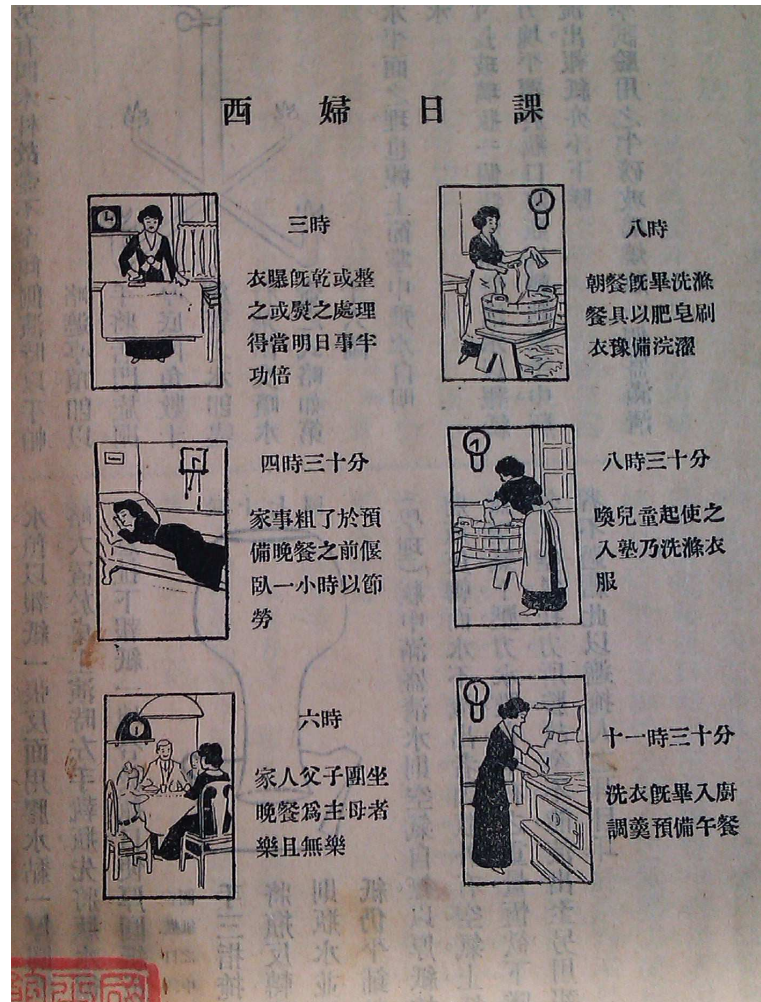 西婦日課
八時
朝餐旣畢洗滌
餐具以肥皂刷
衣豫備浣濯
八時三十分
喚兒童起使之
入塾乃洗滌衣
服
十一時三十分
洗衣旣畢入廚
調羹預備午餐
三時
衣曝旣乾或整
之或熨之處理
得當明日事半
功倍
四時三十分
家事粗了於預
備晚餐之前偃
臥一小時以節
勞
六時
家人父子團坐
晚餐爲主母者
樂且無樂